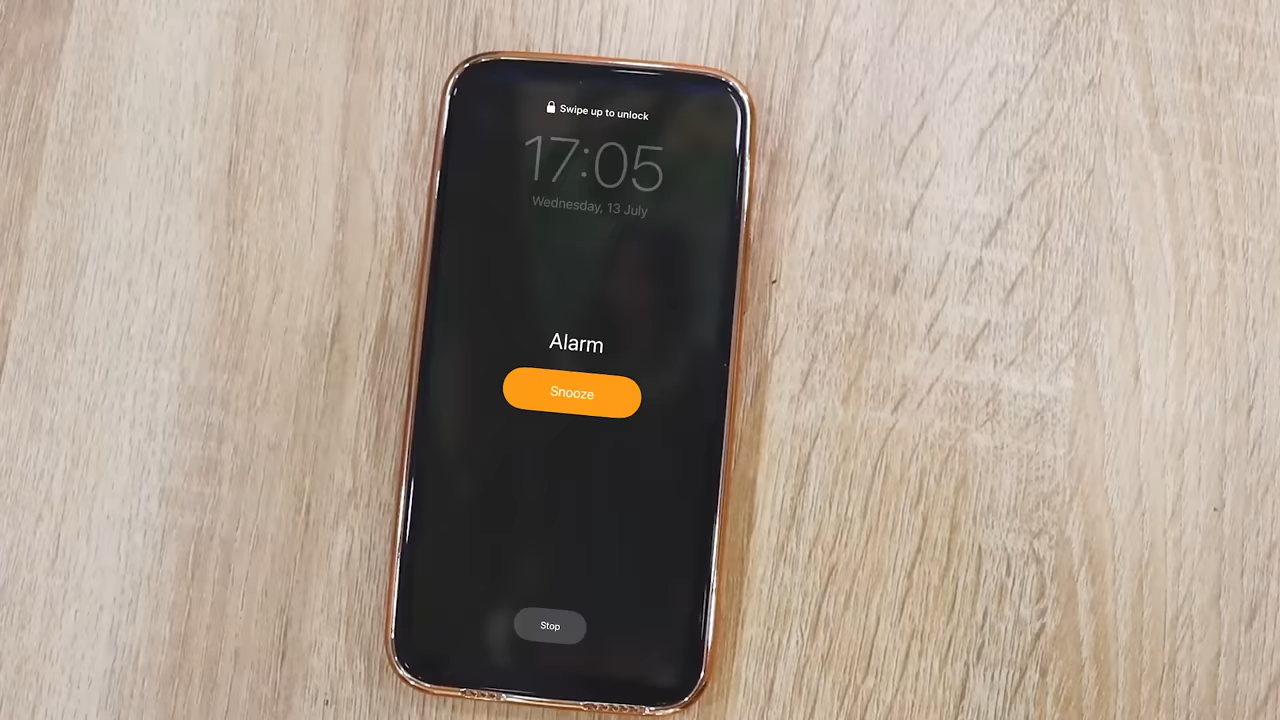 Swipe up to unlock
17:05
Wednesday, 13 July
Alarm
Snooze
Stop